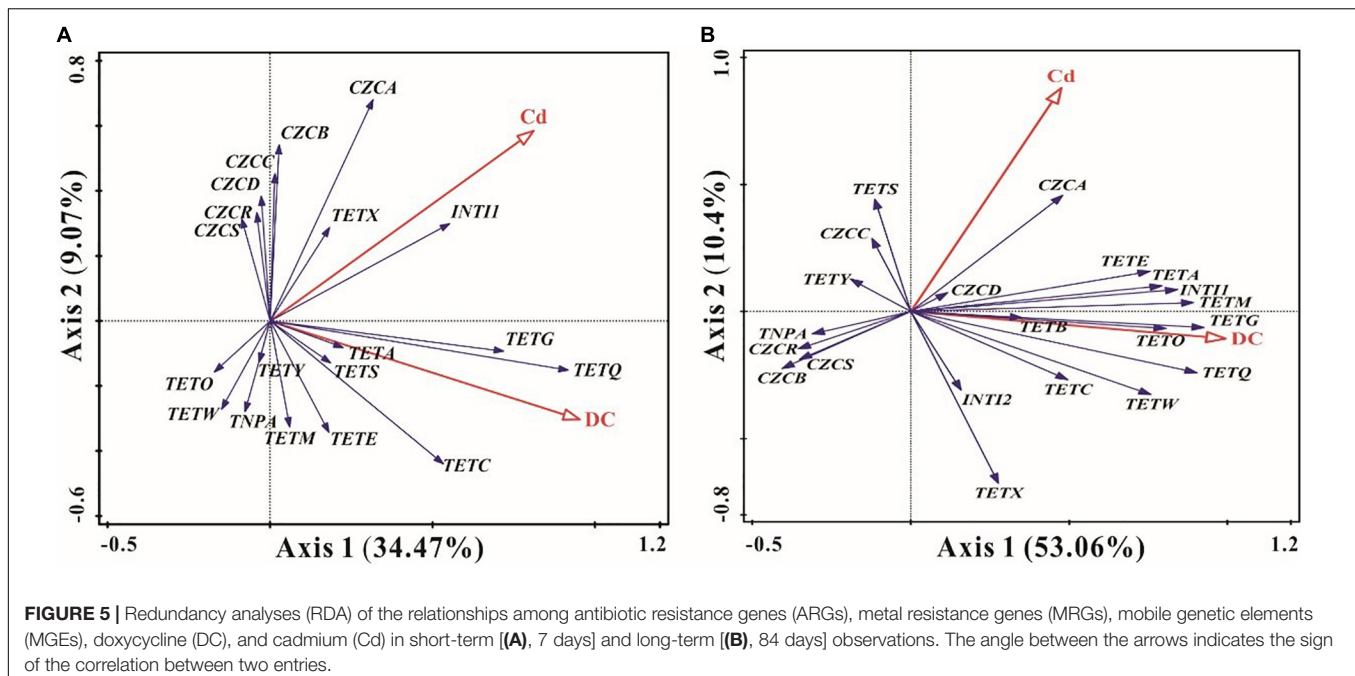 A
0.8
Axis 2 (9.07%)
-0.6
CZCA
Cd
CZCB
CZCC
CZCD
CZCR
CZCS
TETX
INTI1
TETG
TETA
TETQ
TETS
TETY
TETO
DC
TETW
TNPA
TETM
TETE
TETC
-0.5
Axis 1 (34.47%)
1.2
B
1.0
Axis 2 (10.4%)
-0.8
Cd
TETS
CZCA
CZCC
TETE
TETA
TETY
CZCD
INTI1
TETM
TETB
TETG
TNPA
TETO
DC
CZCR
CZCS
CZCB
TETQ
TETC
INTI2
TETW
TETX
-0.5
Axis 1 (53.06%)
1.2
FIGURE 5 | Redundancy analyses (RDA) of the relationships among antibiotic resistance genes (ARGs), metal resistance genes (MRGs), mobile genetic elements
(MGEs), doxycycline (DC), and cadmium (Cd) in short-term [(A), 7 days] and long-term [(B), 84 days] observations. The angle between the arrows indicates the sign
of the correlation between two entries.